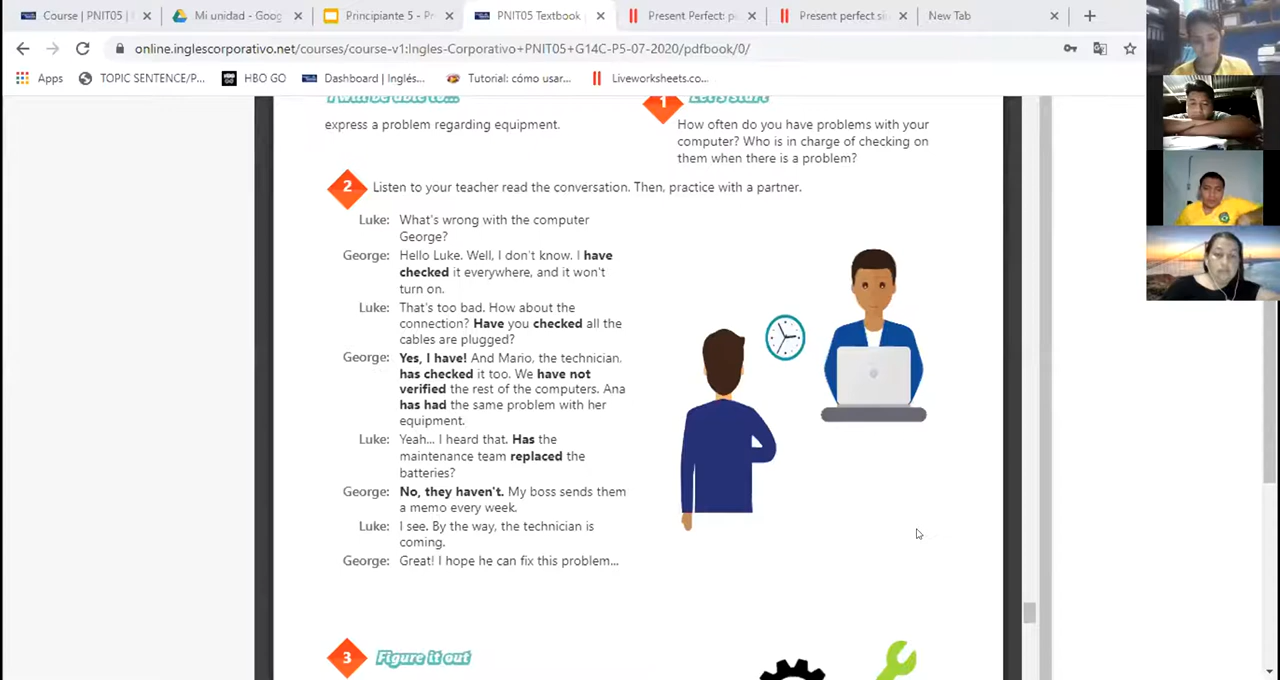 Course | PNIT05 |
Mi unidad - Goog
Principiante 5 - Pr
PNIT05 Textbook
Present Perfect: p
Present perfect si
New Tab
online.inglescorporativo.net/courses/course-v1:Ingles-Corporativo+PNIT05+G14C-P5-07-2020/pdfbook/0/
Apps
TOPIC SENTENCE/P...
HBO GO
Dashboard | Inglés...
Tutorial: cómo usar...
Liveworksheets.co...
I will be able to...
express a problem regarding equipment.
1
Let's start
How often do you have problems with your
computer? Who is in charge of checking on
them when there is a problem?
2
Listen to your teacher read the conversation. Then, practice with a partner.
Luke: What's wrong with the computer
George?
George: Hello Luke. Well, I don't know. I have
checked it everywhere, and it won't
turn on.
Luke: That's too bad. How about the
connection? Have you checked all the
cables are plugged?
George: Yes, I have! And Mario, the technician,
has checked it too. We have not
verified the rest of the computers. Ana
has had the same problem with her
equipment.
Luke: Yeah... I heard that. Has the
maintenance team replaced the
batteries?
George: No, they haven't. My boss sends them
a memo every week.
Luke: I see. By the way, the technician is
coming.
George: Great! I hope he can fix this problem...
3
Figure it out